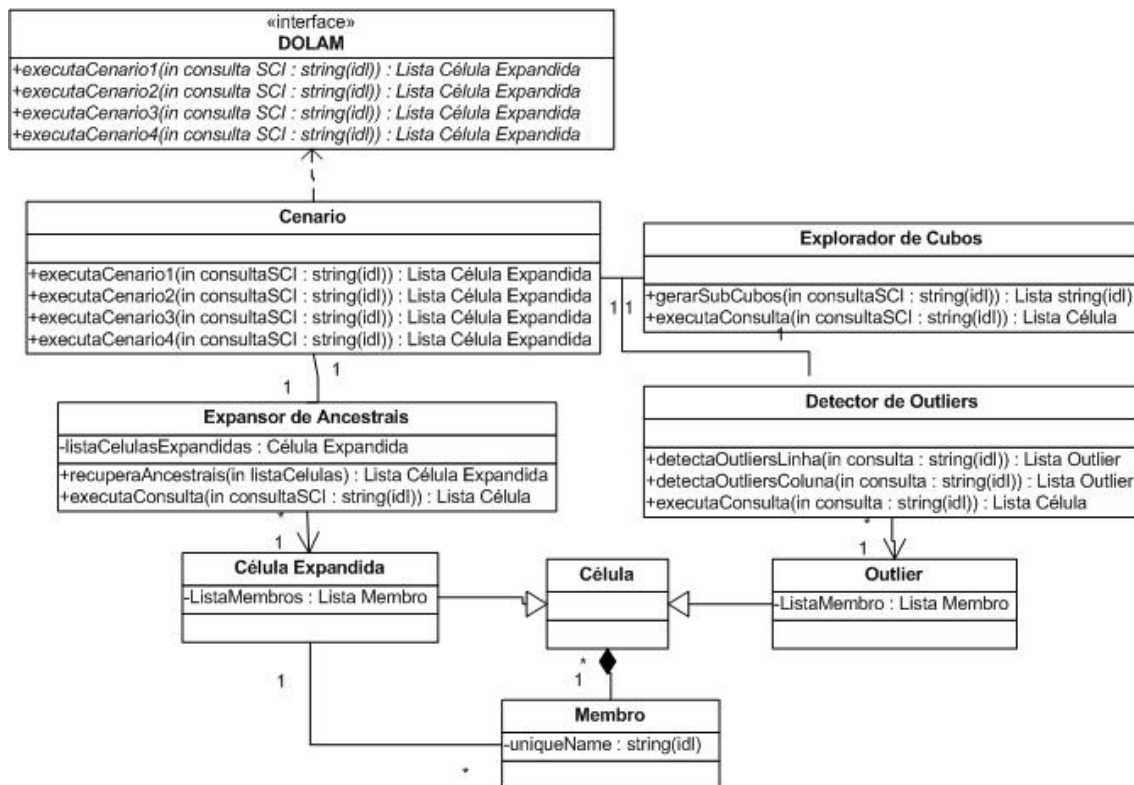 «interface»
DOLAM
+executaCenario1(in consulta SCI : string(idl)) : Lista Célula Expandida
+executaCenario2(in consulta SCI : string(idl)) : Lista Célula Expandida
+executaCenario3(in consulta SCI : string(idl)) : Lista Célula Expandida
+executaCenario4(in consulta SCI : string(idl)) : Lista Célula Expandida
Cenario
+executaCenario1(in consultaSCI : string(idl)) : Lista Célula Expandida
+executaCenario2(in consultaSCI : string(idl)) : Lista Célula Expandida
+executaCenario3(in consultaSCI : string(idl)) : Lista Célula Expandida
+executaCenario4(in consultaSCI : string(idl)) : Lista Célula Expandida
1
1
Explorador de Cubos
+gerarSubCubos(in consultaSCI : string(idl)) : Lista string(idl)
+executaConsulta(in consultaSCI : string(idl)) : Lista Célula
1
1
1
Expansor de Ancestrais
-listaCelulasExpandidas : Célula Expandida
+recuperaAncestrais(in listaCelulas) : Lista Célula Expandida
+executaConsulta(in consultaSCI : string(idl)) : Lista Célula
*
1
Detector de Outliers
+detectaOutliersLinha(in consulta : string(idl)) : Lista Outlier
+detectaOutliersColuna(in consulta : string(idl)) : Lista Outlier
+executaConsulta(in consulta : string(idl)) : Lista Célula
*
1
Célula Expandida
-ListaMembros : Lista Membro
Célula
Outlier
-ListaMembro : Lista Membro
*
1
1
Membro
-uniqueName : string(idl)
*